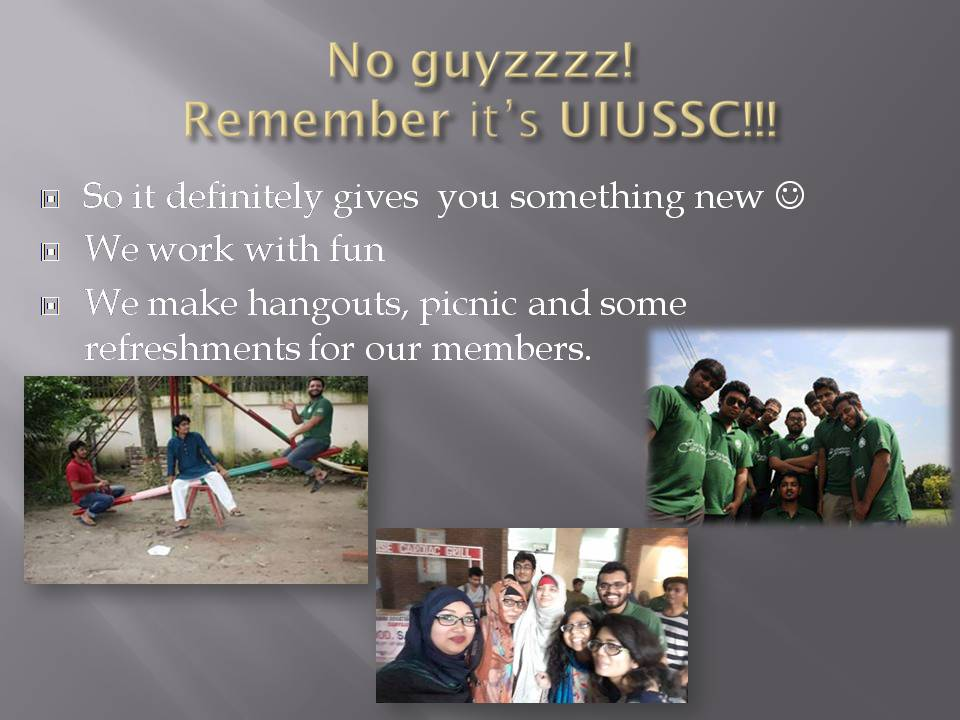 No guyzzzz!
Remember it’s UIUSSC!!!
So it definitely gives  you something new ☺
We work with fun
We make hangouts, picnic and some
refreshments for our members.
CARDIAC GRILL